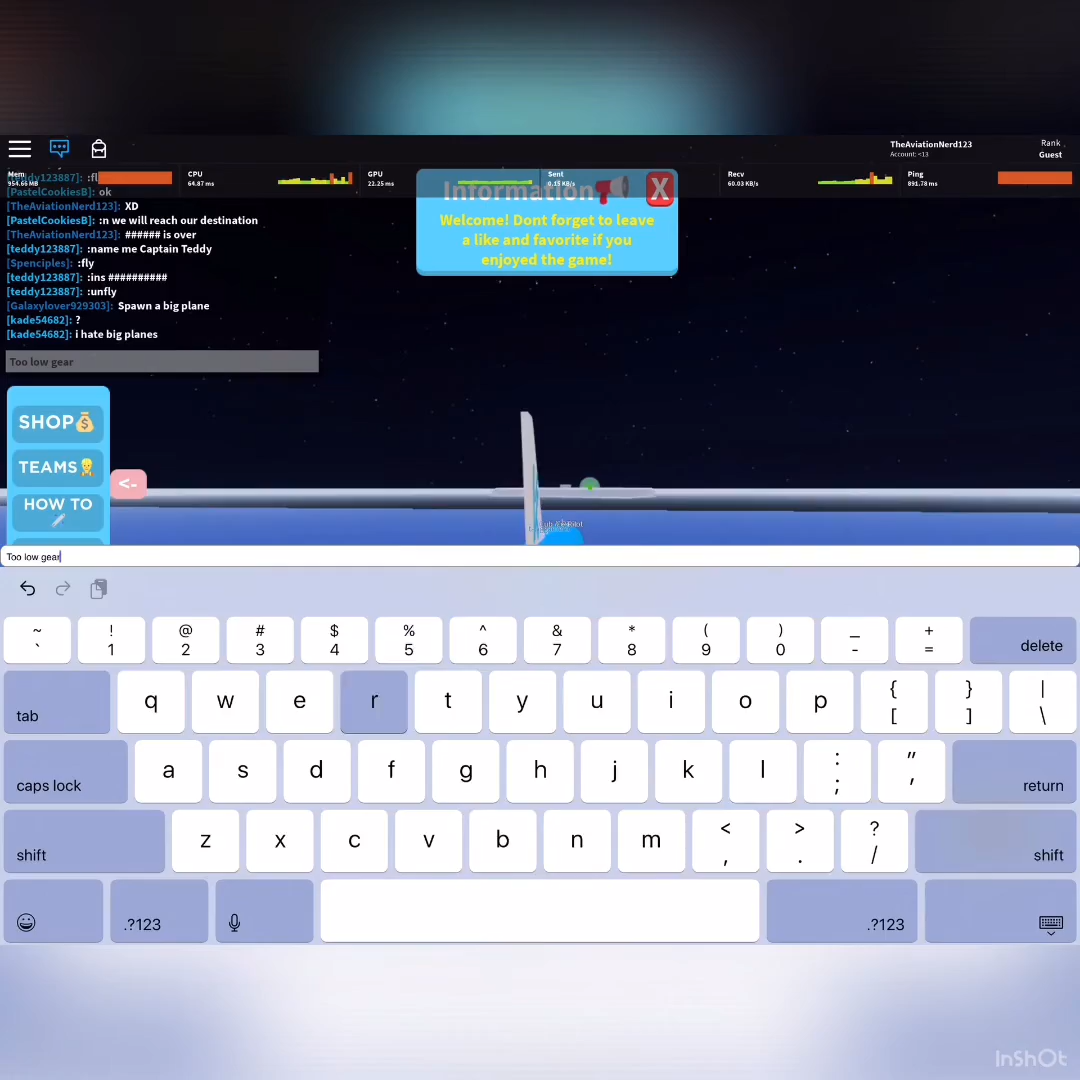 TheAviationNerd123
Account: <13
Rank
Guest
Mem
954.66 MB
CPU
64.87 ms
GPU
22.25 ms
Sent
0.15 KB/s
Recv
60.03 KB/s
Ping
891.78 ms
Information📢
X
Welcome! Dont forget to leave
a like and favorite if you
enjoyed the game!
[PastelCookiesB]: ok
[TheAviationNerd123]: XD
[PastelCookiesB]: :n we will reach our destination
[TheAviationNerd123]: ###### is over
[teddy123887]: :name me Captain Teddy
[Spenciples]: :fly
[teddy123887]: :ins ##########
[teddy123887]: :unfly
[Galaxylover929303]: Spawn a big plane
[kade54682]: ?
[kade54682]: i hate big planes
Too low gear
SHOP💰
TEAMS
HOW TO
<-
Too low gear
~ ! @ # $ % ^ & * ( ) _ +
` 1 2 3 4 5 6 7 8 9 0 - = delete
tab q w e r t y u i o p { [ } ] | \
caps lock a s d f g h j k l : ; " ' return
shift z x c v b n m < , > . ? / shift
.?123 .?123
InShOt